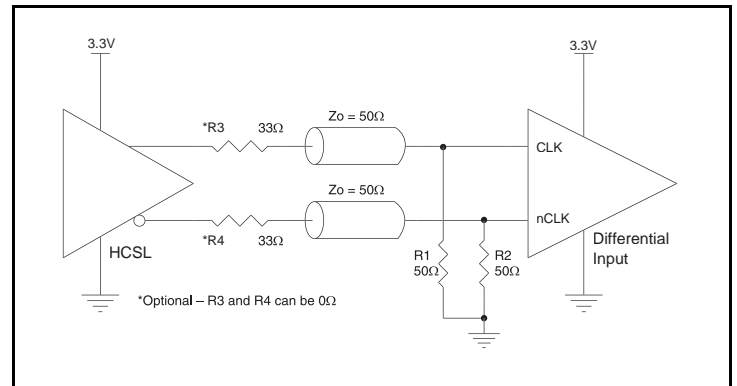 3.3V
3.3V
*R3
33Ω
Zo = 50Ω
CLK
Zo = 50Ω
nCLK
*R4
33Ω
HCSL
R1
50Ω
R2
50Ω
Differential
Input
*Optional – R3 and R4 can be 0Ω